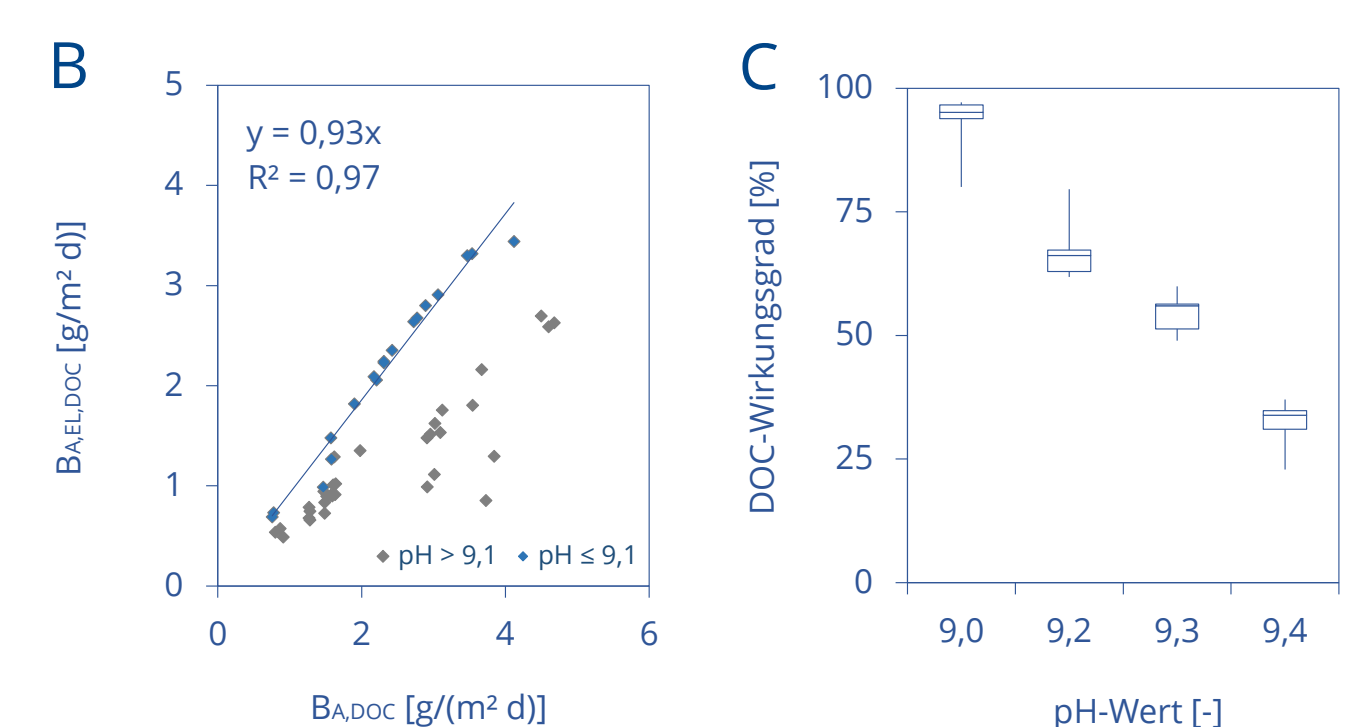 B
5
4
3
2
1
0
y = 0,93x
R² = 0,97
pH > 9,1
pH ≤ 9,1
0 2 4 6
BA,EL,DOC [g/m² d)]
BA,DOC [g/(m² d)]
C
100
75
50
25
0
9,0 9,2 9,3 9,4
DOC-Wirkungsgrad [%]
pH-Wert [-]